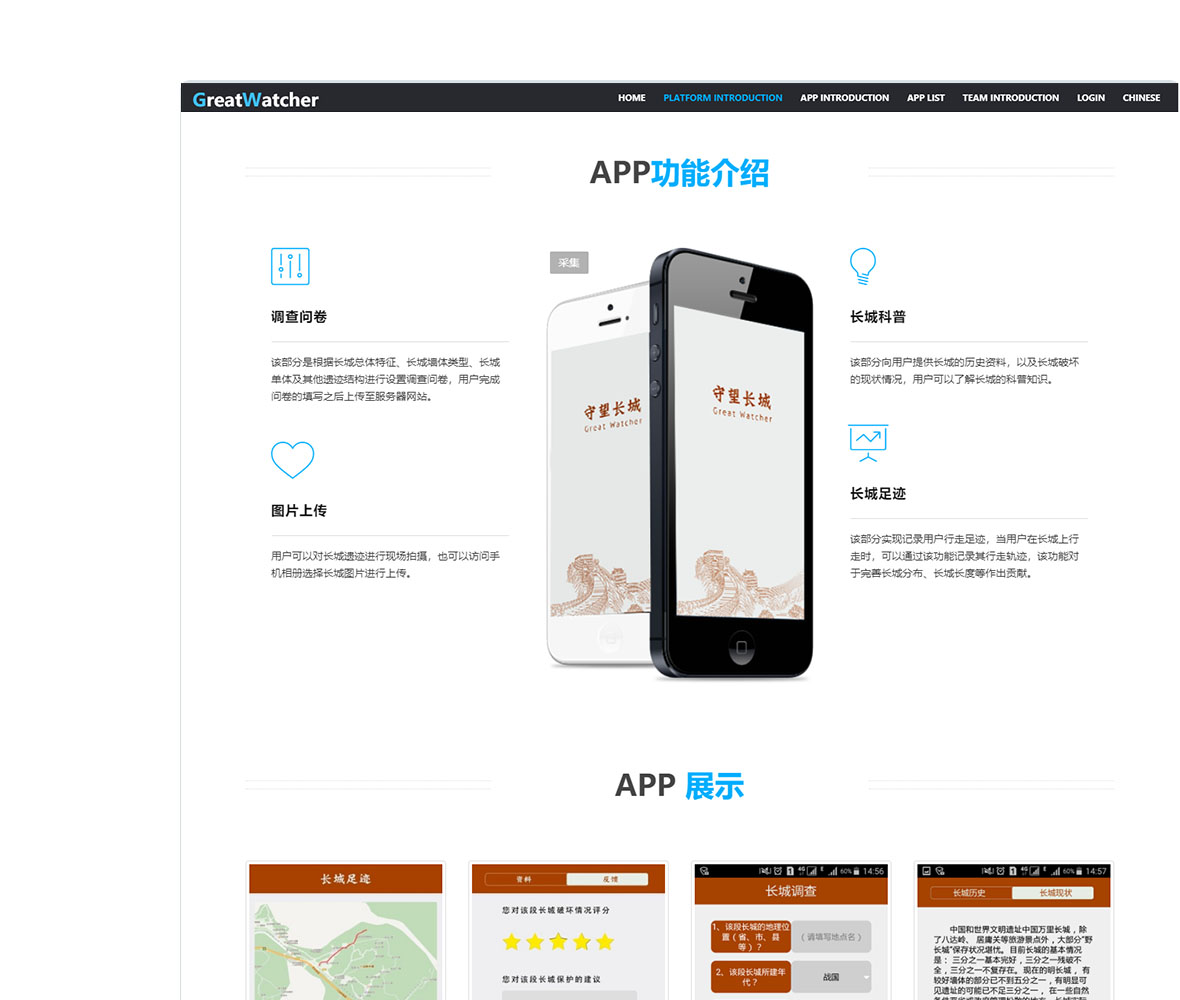 GreatWatcher
HOME PLATFORM INTRODUCTION APP INTRODUCTION APP LIST TEAM INTRODUCTION LOGIN CHINESE
APP功能介绍
调查问卷
该部分是根据长城总体特征、长城墙体类型、长城
单体及其他遗迹结构进行设置调查问卷，用户完成
问卷的填写之后上传至服务器网站。
图片上传
用户可以对长城遗迹进行现场拍摄，也可以访问手
机相册选择长城图片进行上传。
采集
守望长城
Great Watcher
守望长城
Great Watcher
长城科普
该部分向用户提供长城的历史资料，以及长城破坏
的现状情况，用户可以了解长城的科普知识。
长城足迹
该部分实现记录用户行走足迹，当用户在长城上行
走时，可以通过该功能记录其行走轨迹，该功能对
于完善长城分布、长城长度等作出贡献。
APP 展示
长城足迹
资料 反馈
您对该段长城破坏情况评分
您对该段长城保护的建议
60% 14:56
长城调查
1、该段长城的地理位
置（省、市、县
等）？
（请填写地点名）
2、该段长城所建年
代？
战国
60% 14:57
长城历史 长城现状
中国和世界文明遗址中国万里长城，除
了八达岭、居庸关等旅游景点外，大部分“野
长城”保存状况堪忧。目前长城的基本情况
是：三分之一基本完好，三分之一残破不
全，三分之一不复存在。现在的明长城，有
较好墙体的部分已不到五分之一，有明显可
见遗址的可能已不足三分之一，在一些自然